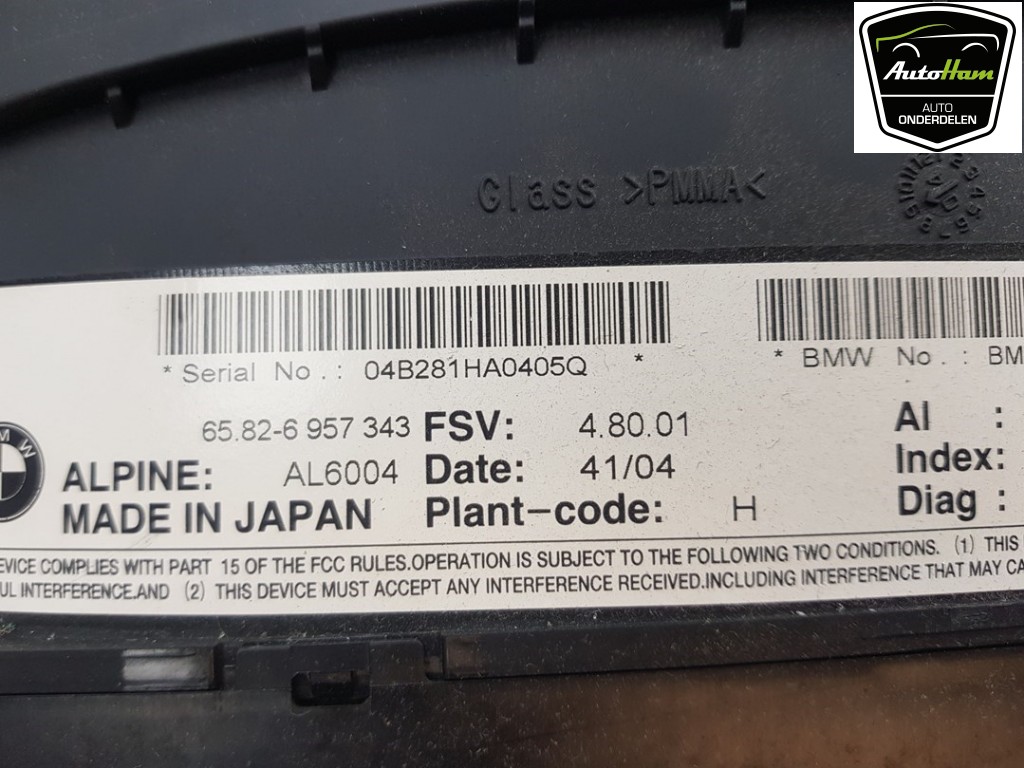 AutoHam
AUTO
ONDERDELEN
Glass >PMMA<
* Serial No.: 04B281HA0405Q *
* BMW No.: BM
65.82-6 957 343 FSV: 4.80.01
AI :
ALPINE: AL6004 Date: 41/04
Index:
MADE IN JAPAN Plant-code: H
Diag :
EVICE COMPLIES WITH PART 15 OF THE FCC RULES.OPERATION IS SUBJECT TO THE FOLLOWING TWO CONDITIONS. (1) THIS
UL INTERFERENCE.AND (2) THIS DEVICE MUST ACCEPT ANY INTERFERENCE RECEIVED.INCLUDING INTERFERENCE THAT MAY CA